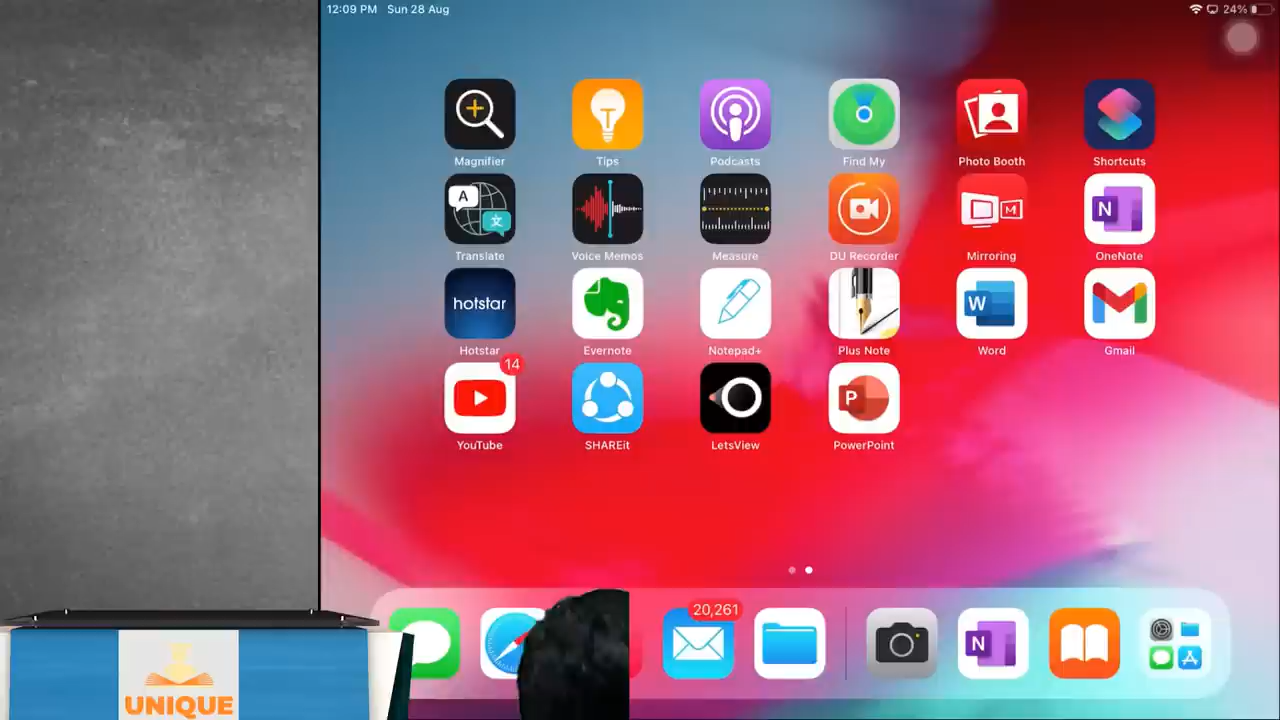 12:09 PM Sun 28 Aug 24%
Magnifier Tips Podcasts Find My Photo Booth Shortcuts
A 文
Translate Voice Memos Measure DU Recorder Mirroring OneNote
M N
hotstar W
Hotstar Evernote Notepad+ Plus Note Word Gmail
14
P
YouTube SHAREit LetsView PowerPoint
20,261
N
UNIQUE